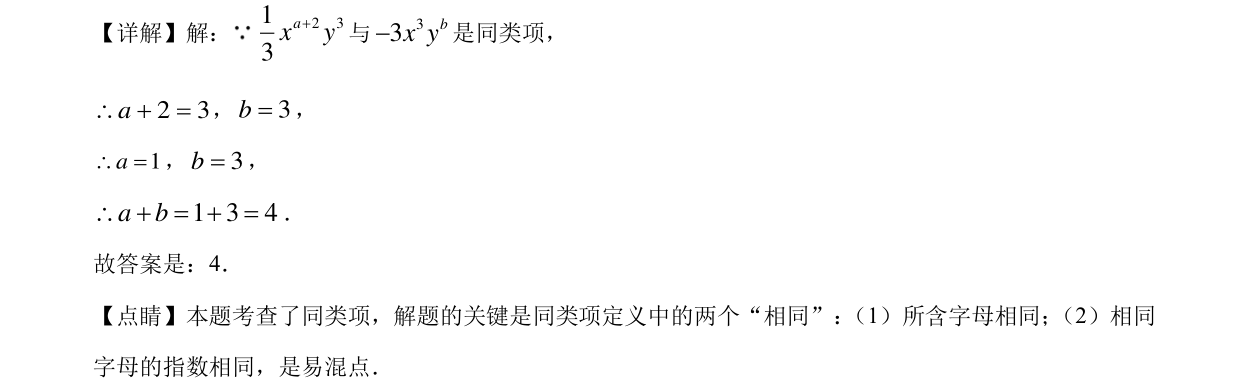 【详解】解：∵ $\frac{1}{3}x^{a+2}y^{3}$ 与 $-3x^{3}y^{b}$ 是同类项，
∴a + 2 = 3，b = 3，
∴a =1，b = 3，
∴a + b = 1+ 3 = 4．
故答案是：4．
【点睛】本题考查了同类项，解题的关键是同类项定义中的两个“相同”：（1）所含字母相同；（2）相同
字母的指数相同，是易混点．